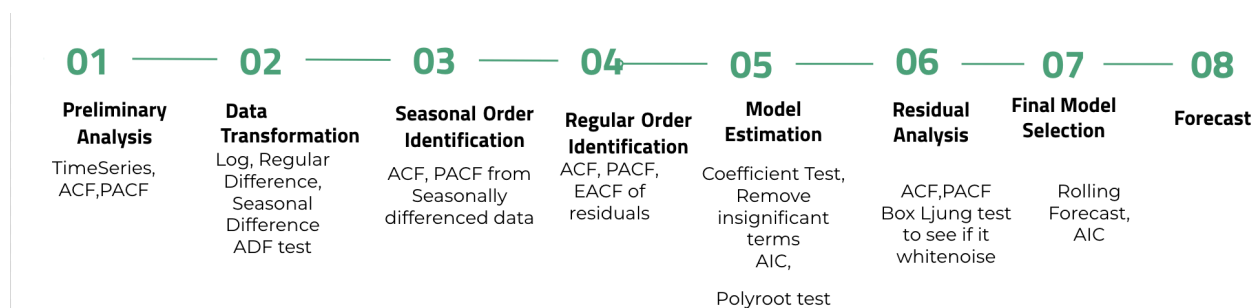 01
Preliminary
Analysis
TimeSeries,
ACF,PACF
02
Data
Transformation
Log, Regular
Difference,
Seasonal
Difference
ADF test
03
Seasonal Order
Identification
ACF, PACF from
Seasonally
differenced data
04
Regular Order
Identification
ACF, PACF,
EACF of
residuals
05
Model
Estimation
Coefficient Test,
Remove
insignificant
terms
AIC,
Polyroot test
06
Residual
Analysis
ACF,PACF
Box Ljung test
to see if it
whitenoise
07
Final Model
Selection
Rolling
Forecast,
AIC
08
Forecast